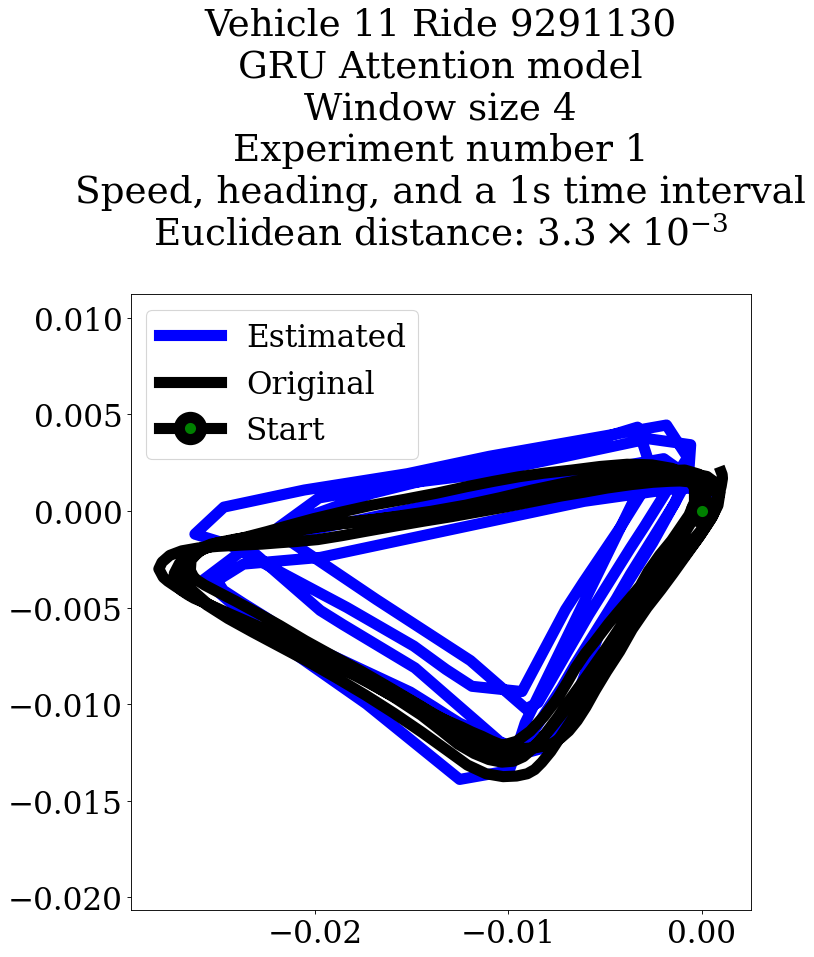 Vehicle 11 Ride 9291130
GRU Attention model
Window size 4
Experiment number 1
Speed, heading, and a 1s time interval
Euclidean distance: 3.3 × 10⁻³
Estimated
Original
Start
0.010
0.005
0.000
−0.005
−0.010
−0.015
−0.020
−0.02
−0.01
0.00